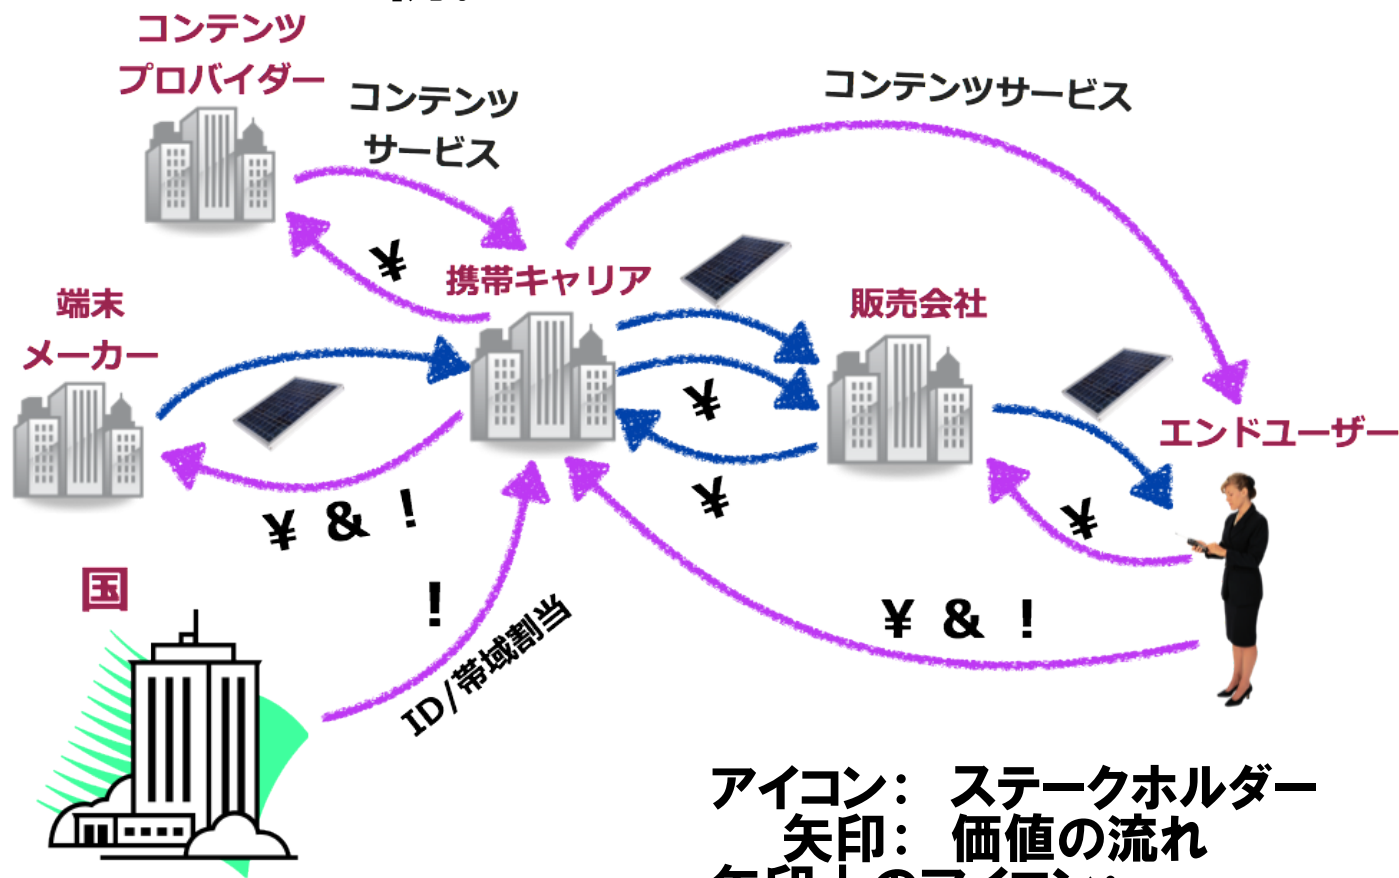 コンテンツ
プロバイダー
コンテンツ
サービス
コンテンツサービス
¥
携帯キャリア
販売会社
端末
メーカー
¥
エンドユーザー
¥
¥
¥ & !
国
!
ID/帯域割当
¥ & !
アイコン： ステークホルダー
矢印： 価値の流れ